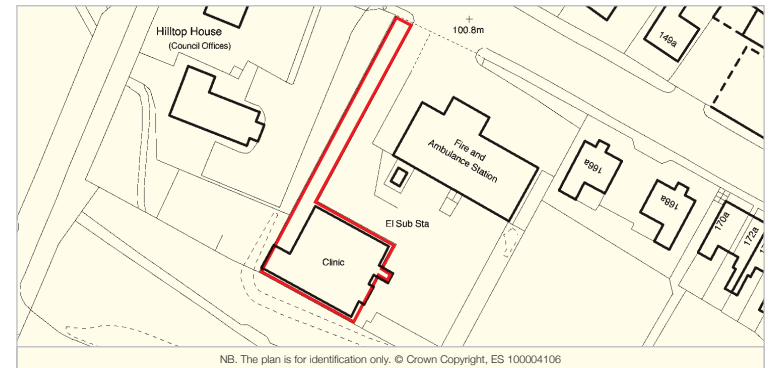 Hilltop House
(Council Offices)
100.8m
149a
Fire and
Ambulance Station
166a
168a
170a
172a
El Sub Sta
Clinic
NB. The plan is for identification only. © Crown Copyright, ES 100004106